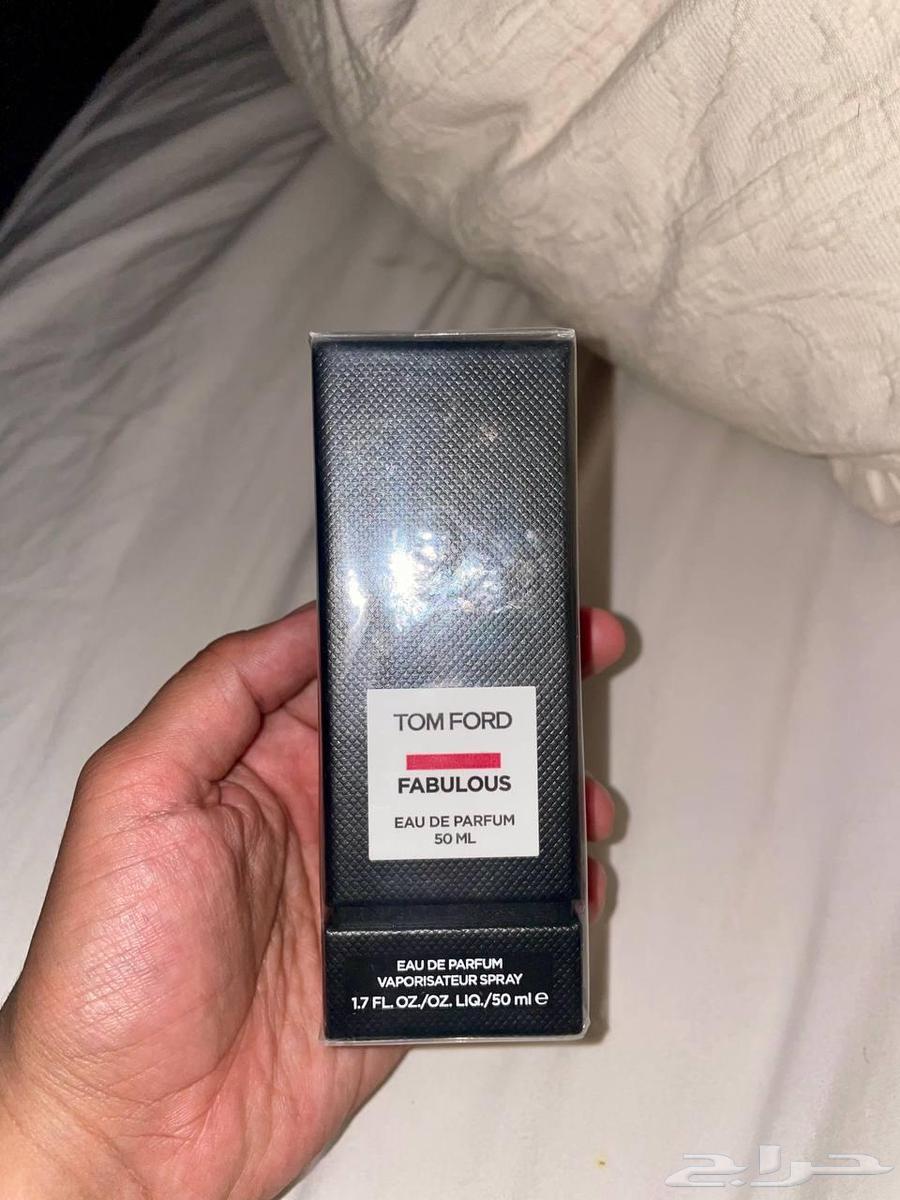 TOM FORD
FABULOUS
EAU DE PARFUM
50 ML
EAU DE PARFUM
VAPORISATEUR SPRAY
1.7 FL. OZ./OZ. LIQ./50 ml ℮
حراج